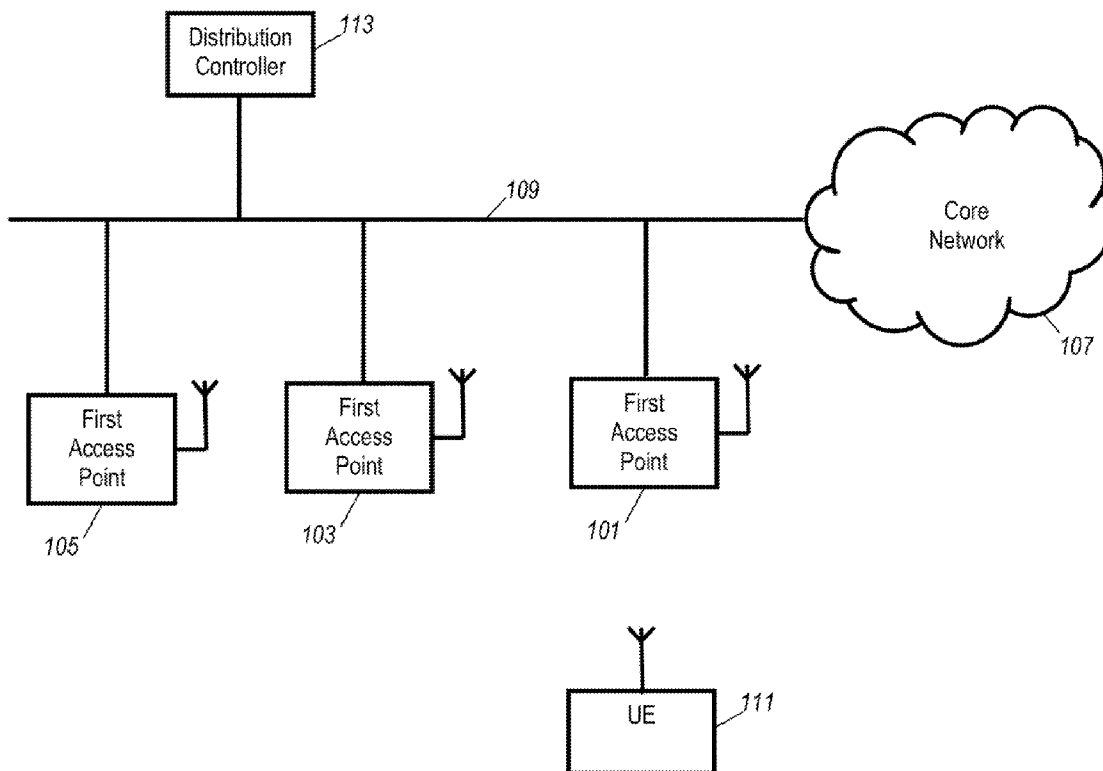 113
Distribution
Controller
109
Core
Network
107
First
Access
Point
105
First
Access
Point
103
First
Access
Point
101
UE
111